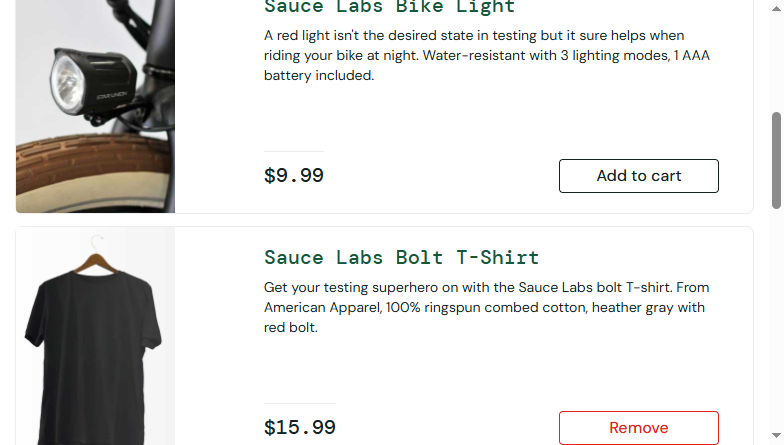 Sauce Labs Bike Light
A red light isn't the desired state in testing but it sure helps when
riding your bike at night. Water-resistant with 3 lighting modes, 1 AAA
battery included.
$9.99
Add to cart
Sauce Labs Bolt T-Shirt
Get your testing superhero on with the Sauce Labs bolt T-shirt. From
American Apparel, 100% ringspun combed cotton, heather gray with
red bolt.
$15.99
Remove